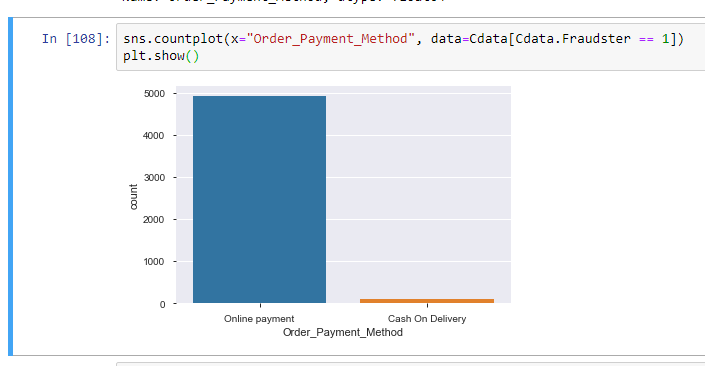 In [108]: sns.countplot(x="Order_Payment_Method", data=Cdata[Cdata.Fraudster == 1])
plt.show()
5000
4000
3000
2000
1000
0
count
Online payment Cash On Delivery
Order_Payment_Method